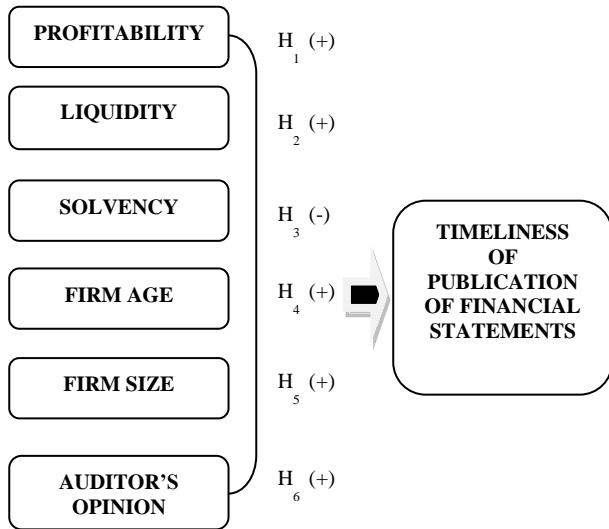 PROFITABILITY
H1 (+)
LIQUIDITY
H2 (+)
SOLVENCY
H3 (-)
FIRM AGE
H4 (+)
FIRM SIZE
H5 (+)
AUDITOR'S
OPINION
H6 (+)
TIMELINESS
OF
PUBLICATION
OF FINANCIAL
STATEMENTS